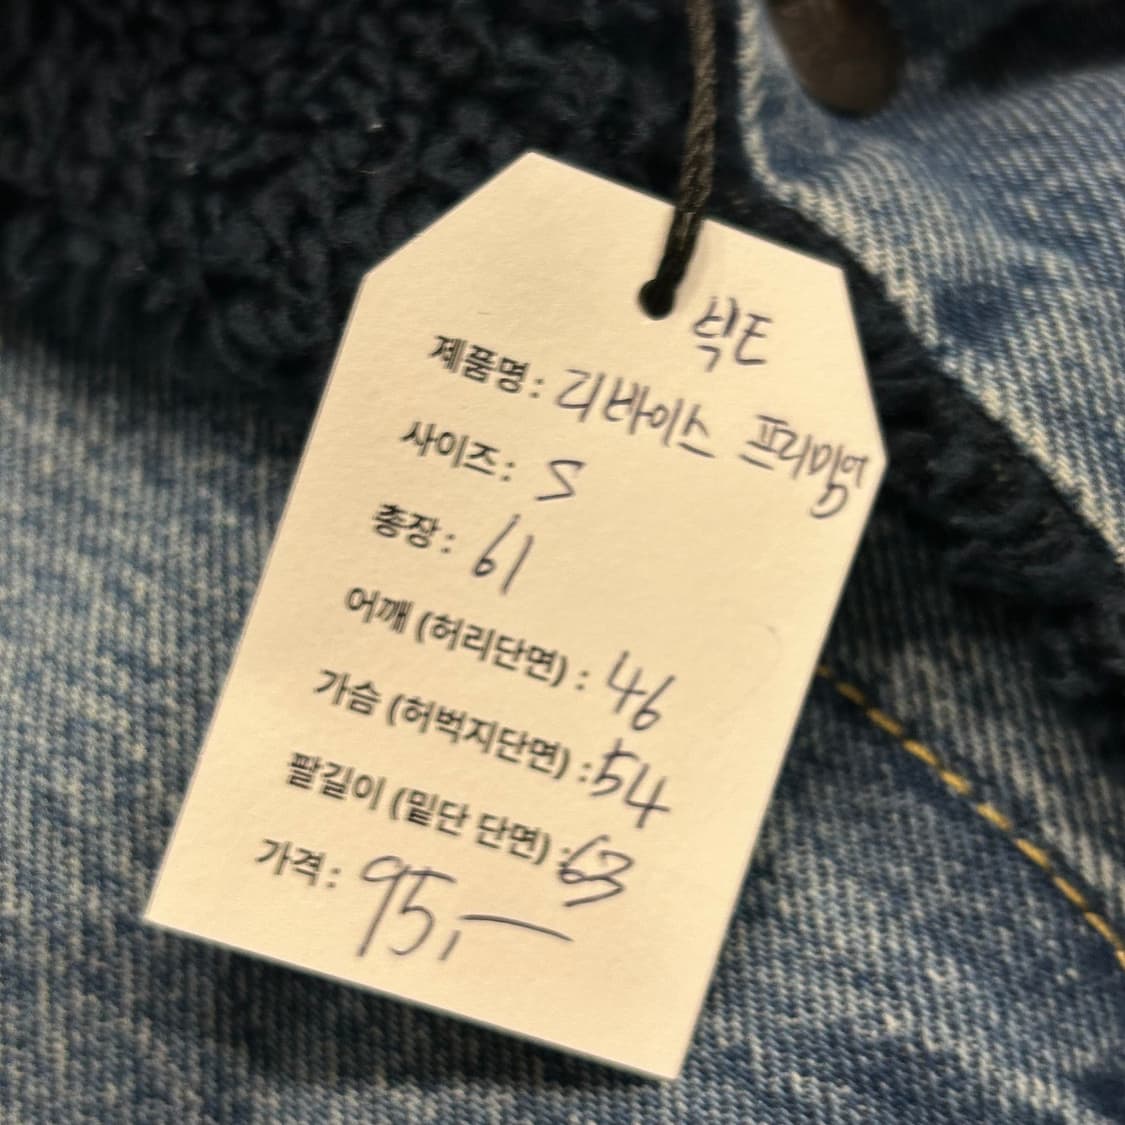 빅E
제품명 : 리바이스 프리미엄
사이즈 : S
총장 : 61
어깨 (허리단면) : 46
가슴 (허벅지단면) : 54
팔길이 (밑단 단면) : 63
가격 : 95,—